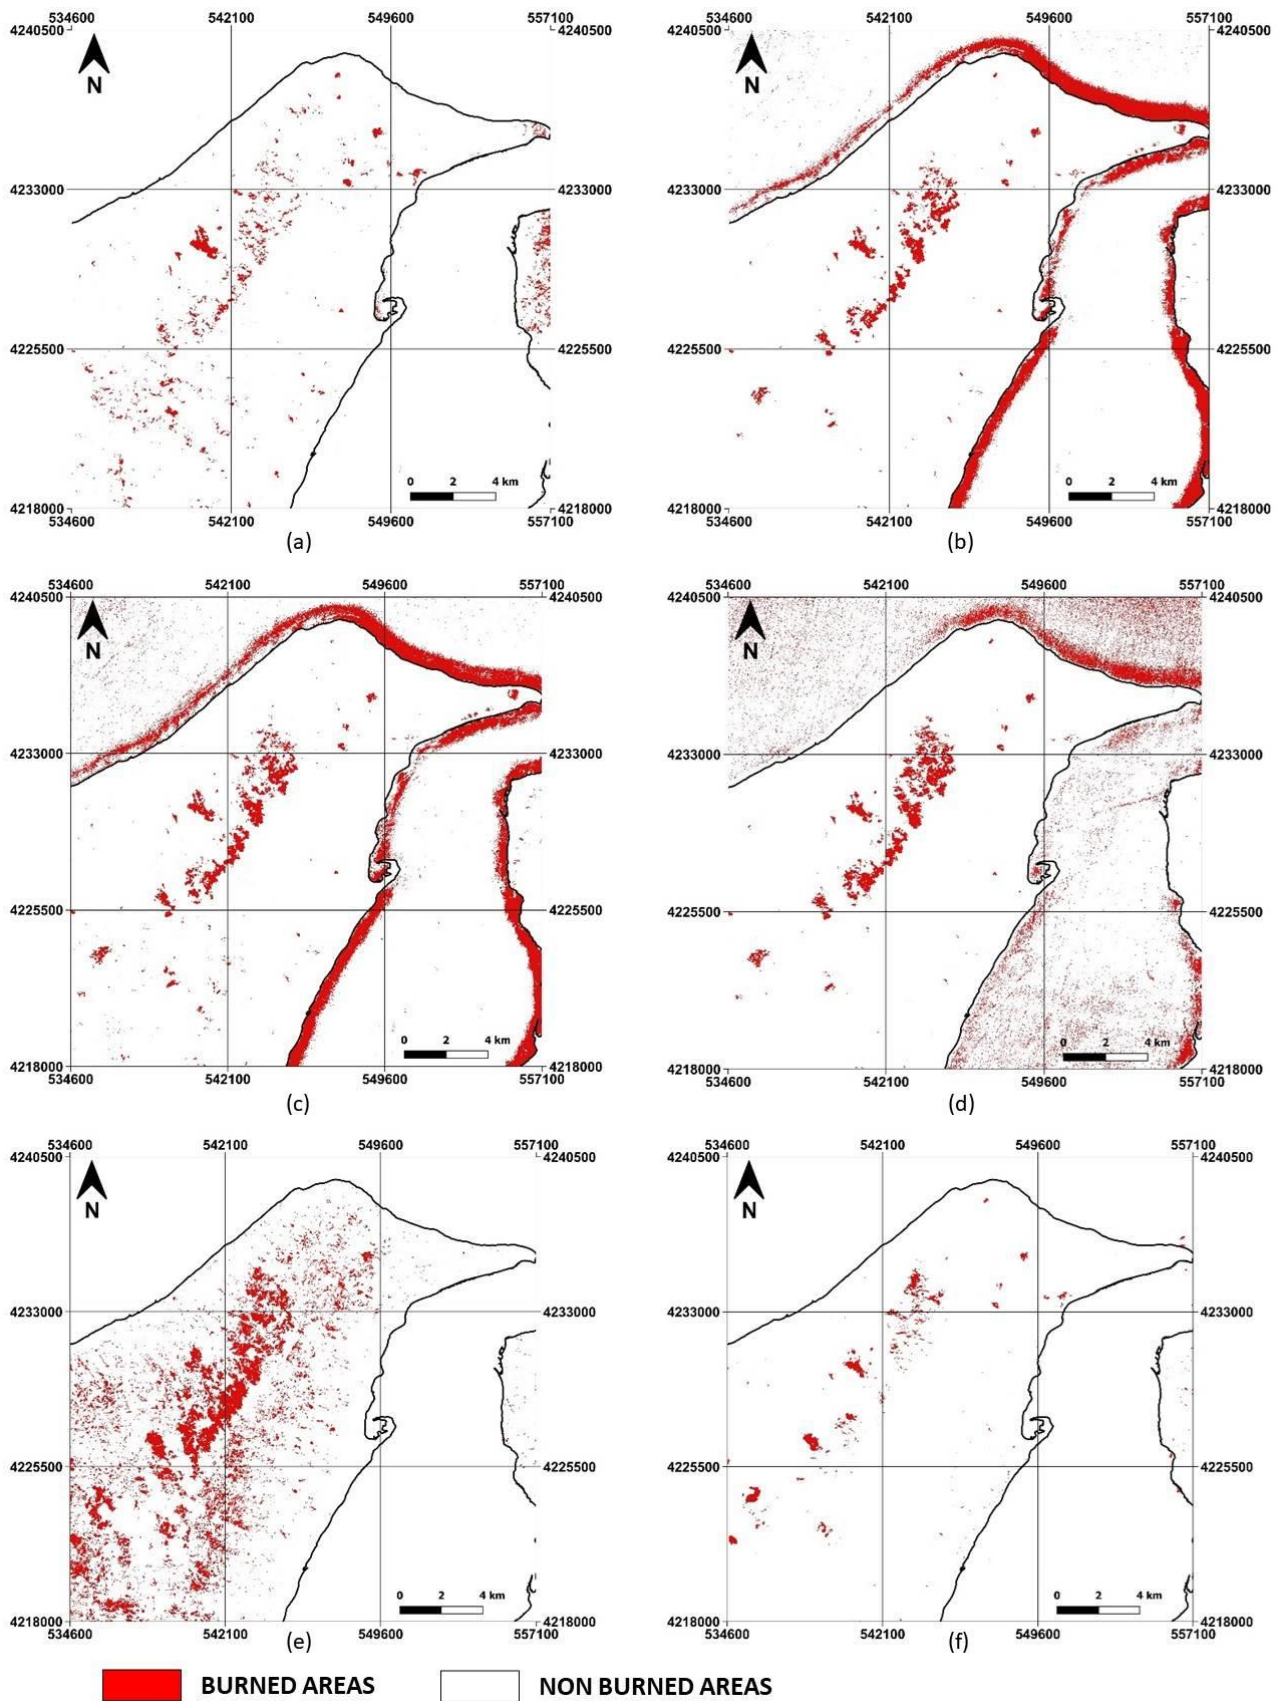 534600 542100 549600 557100 534600 542100 549600 557100
4240500 4240500 4240500 4240500
N N
4233000 4233000 4233000 4233000
4225500 4225500 4225500 4225500
0 2 4 km 0 2 4 km
4218000 4218000 4218000 4218000
534600 542100 549600 557100 534600 542100 549600 557100
(a) (b)
534600 542100 549600 557100 534600 542100 549600 557100
4240500 4240500 4240500 4240500
N N
4233000 4233000 4233000 4233000
4225500 4225500 4225500 4225500
0 2 4 km 0 2 4 km
4218000 4218000 4218000 4218000
534600 542100 549600 557100 534600 542100 549600 557100
(c) (d)
534600 542100 549600 557100 534600 542100 549600 557100
4240500 4240500 4240500 4240500
N N
4233000 4233000 4233000 4233000
4225500 4225500 4225500 4225500
0 2 4 km 0 2 4 km
4218000 4218000 4218000 4218000
534600 542100 549600 557100 534600 542100 549600 557100
(e) (f)
BURNED AREAS NON BURNED AREAS